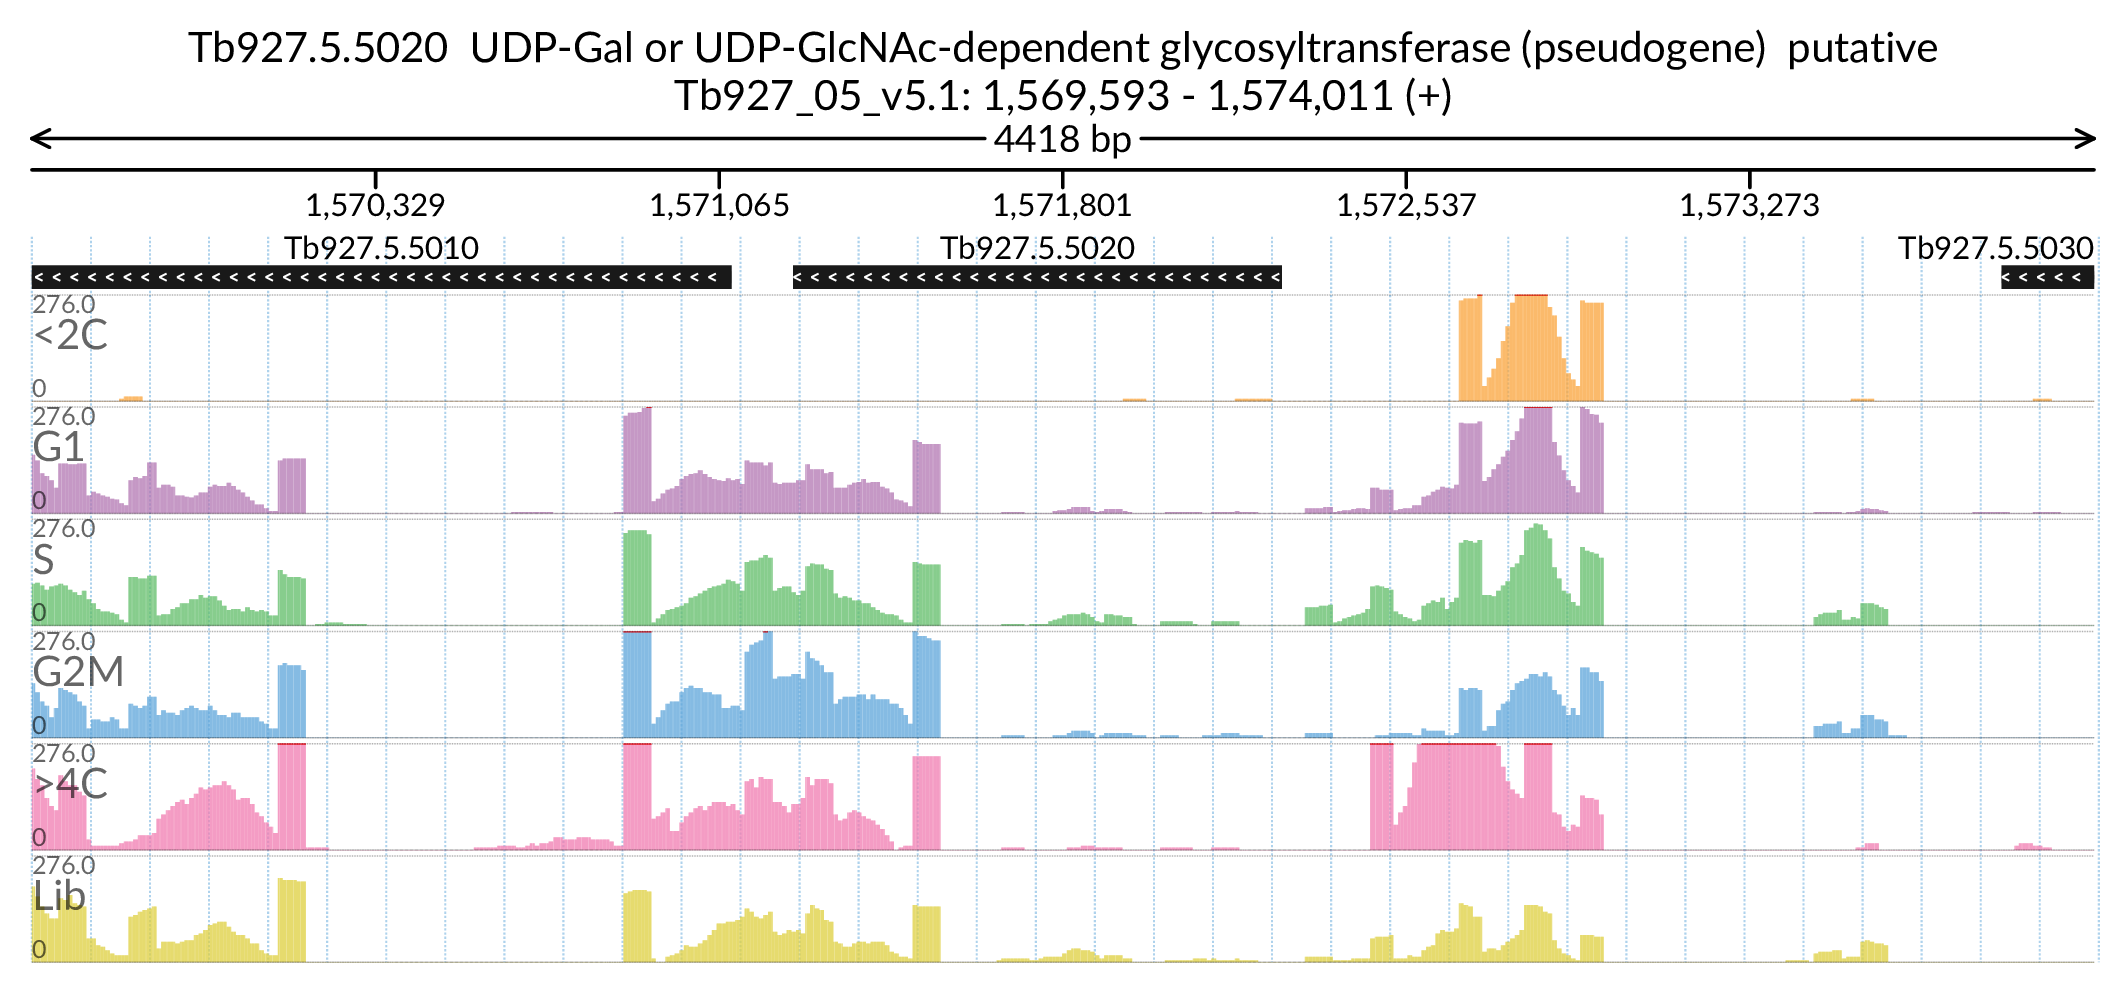 Tb927.5.5020  UDP-Gal or UDP-GlcNAc-dependent glycosyltransferase (pseudogene)  putative
Tb927_05_v5.1: 1,569,593 - 1,574,011 (+)
4418 bp
1,570,329 1,571,065 1,571,801 1,572,537 1,573,273
Tb927.5.5010 Tb927.5.5020 Tb927.5.5030
276.0
<2C
0
276.0
G1
0
276.0
S
0
276.0
G2M
0
276.0
>4C
0
276.0
Lib
0